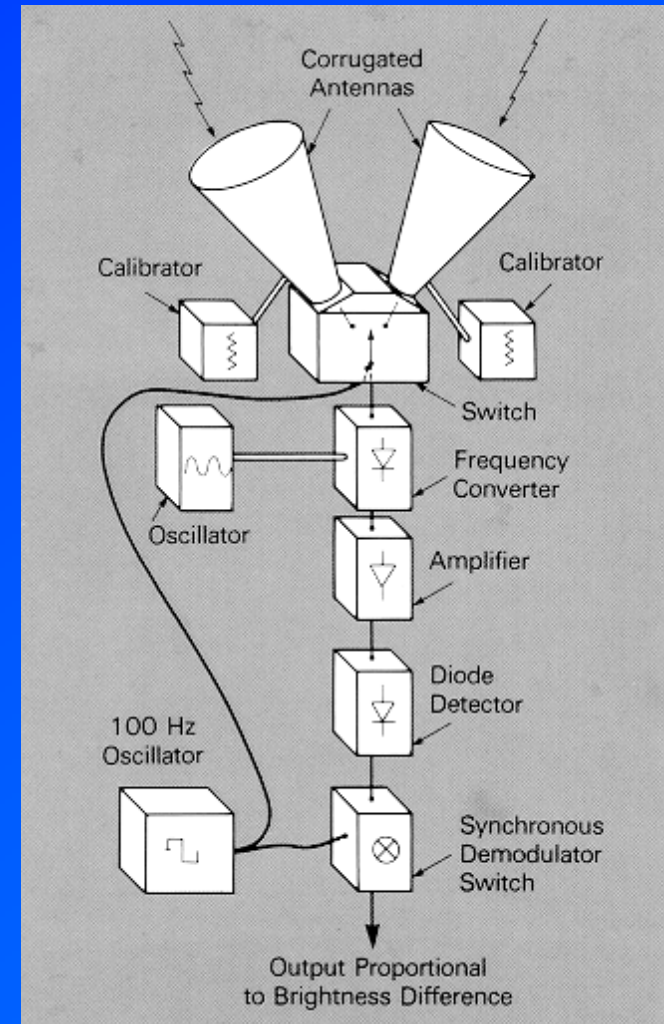 Corrugated
Antennas
Calibrator
Calibrator
Switch
Frequency
Converter
Oscillator
Amplifier
Diode
Detector
100 Hz
Oscillator
Synchronous
Demodulator
Switch
Output Proportional
to Brightness Difference